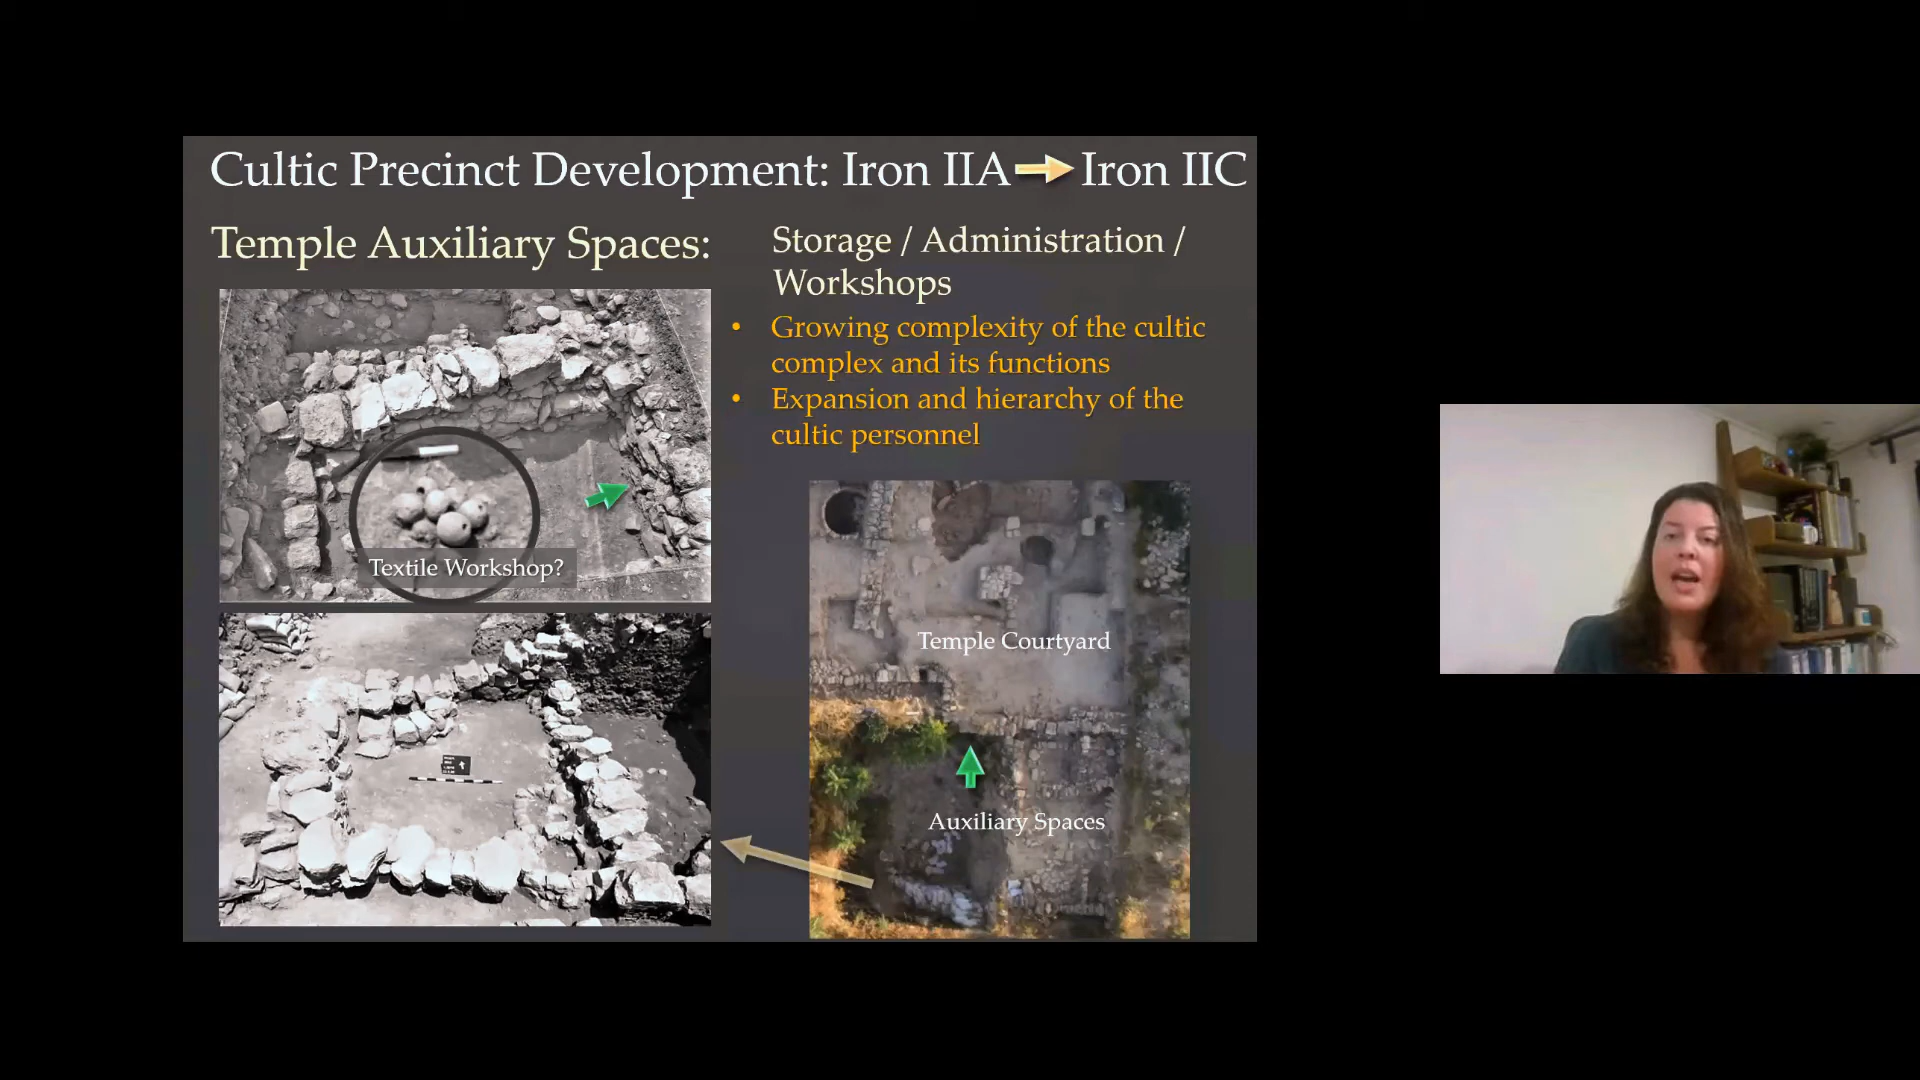 Cultic Precinct Development: Iron IIA Iron IIC
Temple Auxiliary Spaces:
Storage / Administration /
Workshops
• Growing complexity of the cultic
complex and its functions
• Expansion and hierarchy of the
cultic personnel
Textile Workshop?
Temple Courtyard
Auxiliary Spaces